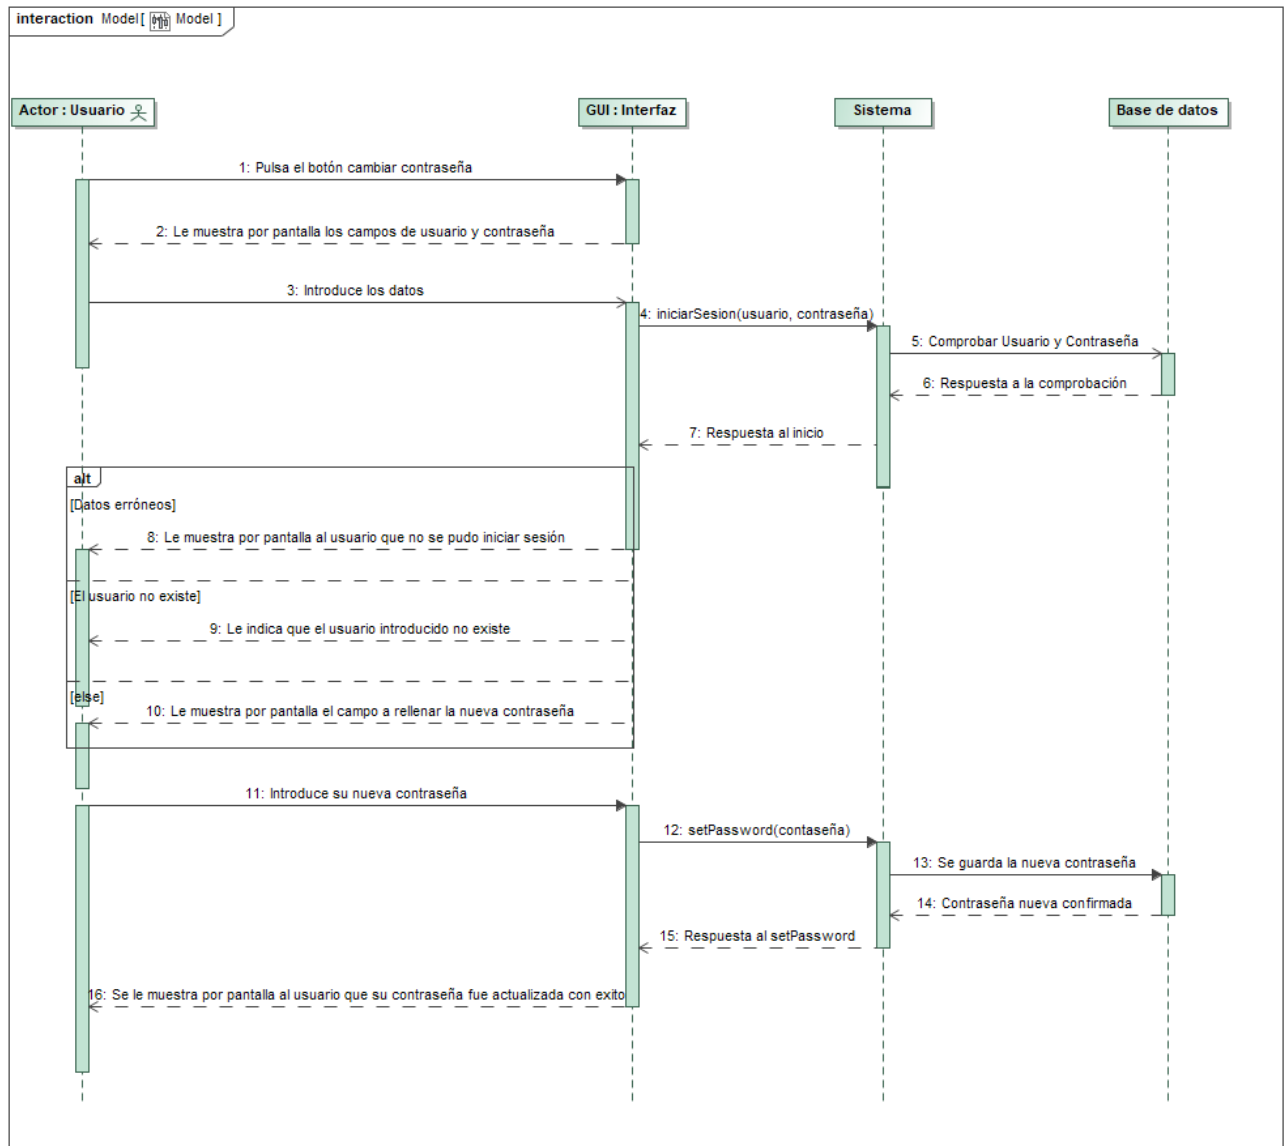 interaction Model[ Model ]
Actor : Usuario
GUI : Interfaz
Sistema
Base de datos
1: Pulsa el botón cambiar contraseña
2: Le muestra por pantalla los campos de usuario y contraseña
3: Introduce los datos
4: iniciarSesion(usuario, contraseña)
5: Comprobar Usuario y Contraseña
6: Respuesta a la comprobación
7: Respuesta al inicio
alt
[Datos erróneos]
8: Le muestra por pantalla al usuario que no se pudo iniciar sesión
[El usuario no existe]
9: Le indica que el usuario introducido no existe
[else]
10: Le muestra por pantalla el campo a rellenar la nueva contraseña
11: Introduce su nueva contraseña
12: setPassword(contaseña)
13: Se guarda la nueva contraseña
14: Contraseña nueva confirmada
15: Respuesta al setPassword
16: Se le muestra por pantalla al usuario que su contraseña fue actualizada con exito